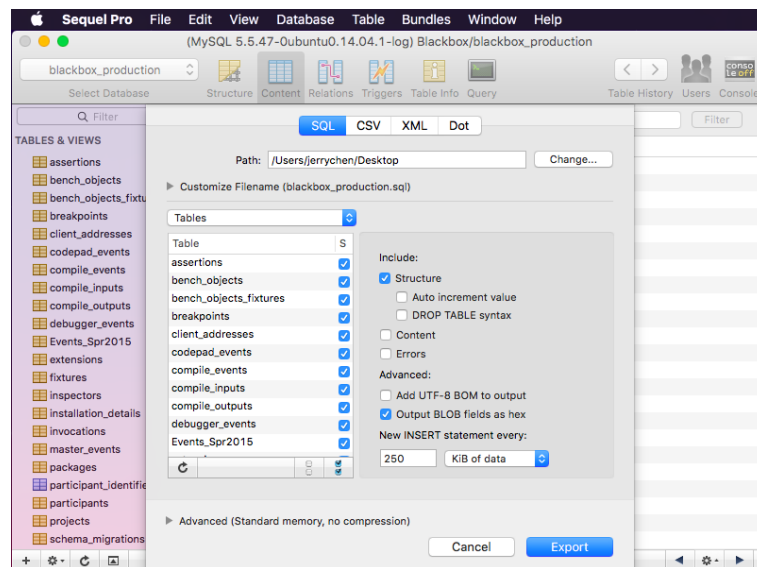 Sequel Pro File Edit View Database Table Bundles Window Help
(MySQL 5.5.47-0ubuntu0.14.04.1-log) Blackbox/blackbox_production
blackbox_production
Select Database
Structure Content Relations Triggers Table Info Query
Table History Users Console
conso
le off
Filter
Filter
TABLES & VIEWS
assertions
bench_objects
bench_objects_fixtu
breakpoints
client_addresses
codepad_events
compile_events
compile_inputs
compile_outputs
debugger_events
Events_Spr2015
extensions
fixtures
inspectors
installation_details
invocations
master_events
packages
participant_identifie
participants
projects
schema_migrations
SQL CSV XML Dot
Path: /Users/jerrychen/Desktop Change...
Customize Filename (blackbox_production.sql)
Tables
Table S
assertions
bench_objects
bench_objects_fixtures
breakpoints
client_addresses
codepad_events
compile_events
compile_inputs
compile_outputs
debugger_events
Events_Spr2015
Include:
Structure
Auto increment value
DROP TABLE syntax
Content
Errors
Advanced:
Add UTF-8 BOM to output
Output BLOB fields as hex
New INSERT statement every:
250 KiB of data
Advanced (Standard memory, no compression)
Cancel Export